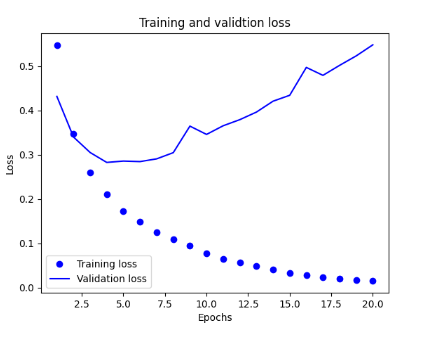 Training and validtion loss
Loss
0.5
0.4
0.3
0.2
0.1
0.0
Training loss
Validation loss
2.5 5.0 7.5 10.0 12.5 15.0 17.5 20.0
Epochs